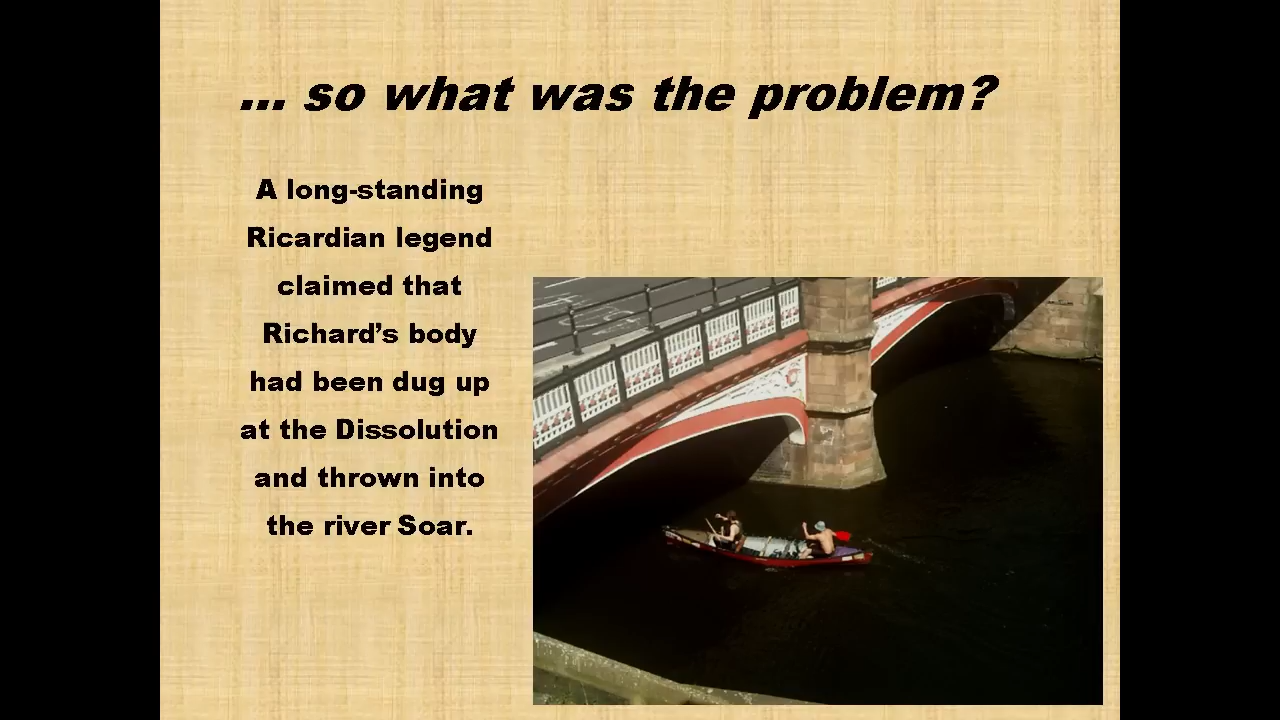 ... so what was the problem?
A long-standing
Ricardian legend
claimed that
Richard’s body
had been dug up
at the Dissolution
and thrown into
the river Soar.